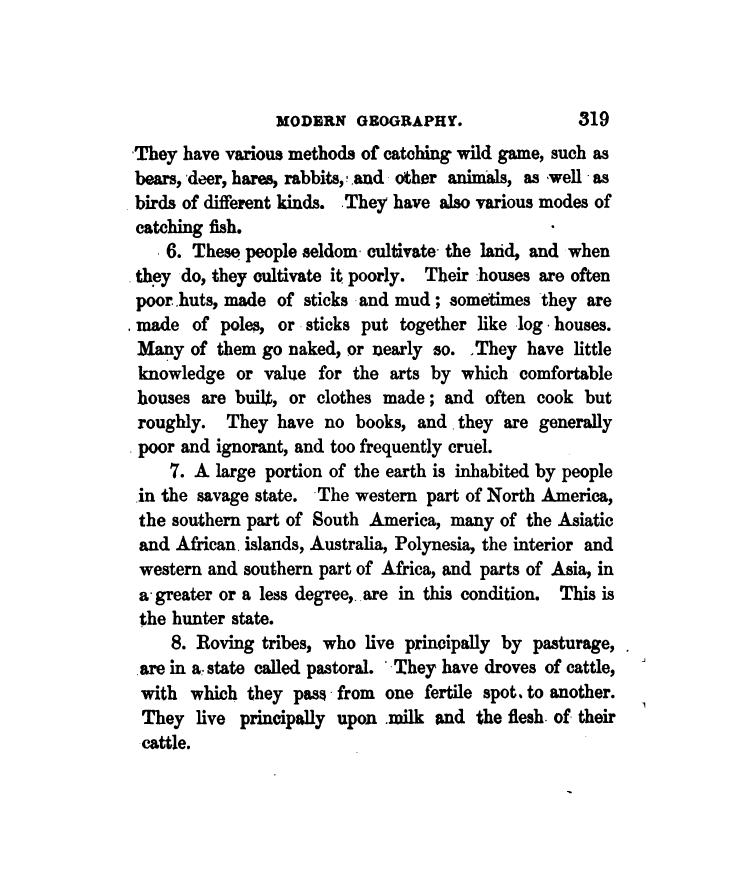 MODERN GEOGRAPHY. 319
They have various methods of catching wild game, such as
bears, deer, hares, rabbits, and other animals, as well as
birds of different kinds. They have also various modes of
catching fish.
6. These people seldom cultivate the land, and when
they do, they cultivate it poorly. Their houses are often
poor huts, made of sticks and mud; sometimes they are
made of poles, or sticks put together like log houses.
Many of them go naked, or nearly so. They have little
knowledge or value for the arts by which comfortable
houses are built, or clothes made; and often cook but
roughly. They have no books, and they are generally
poor and ignorant, and too frequently cruel.
7. A large portion of the earth is inhabited by people
in the savage state. The western part of North America,
the southern part of South America, many of the Asiatic
and African islands, Australia, Polynesia, the interior and
western and southern part of Africa, and parts of Asia, in
a greater or a less degree, are in this condition. This is
the hunter state.
8. Roving tribes, who live principally by pasturage,
are in a state called pastoral. They have droves of cattle,
with which they pass from one fertile spot to another.
They live principally upon milk and the flesh of their
cattle.